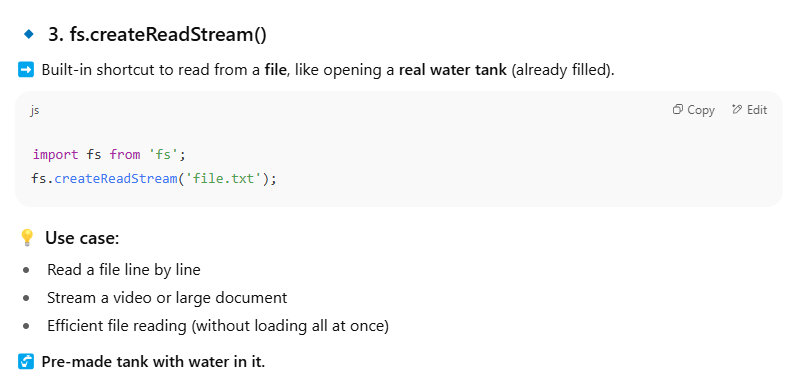 🔹 3. fs.createReadStream()
➡️ Built-in shortcut to read from a file, like opening a real water tank (already filled).
js Copy Edit
import fs from 'fs';
fs.createReadStream('file.txt');
💡 Use case:
• Read a file line by line
• Stream a video or large document
• Efficient file reading (without loading all at once)
🚰 Pre-made tank with water in it.